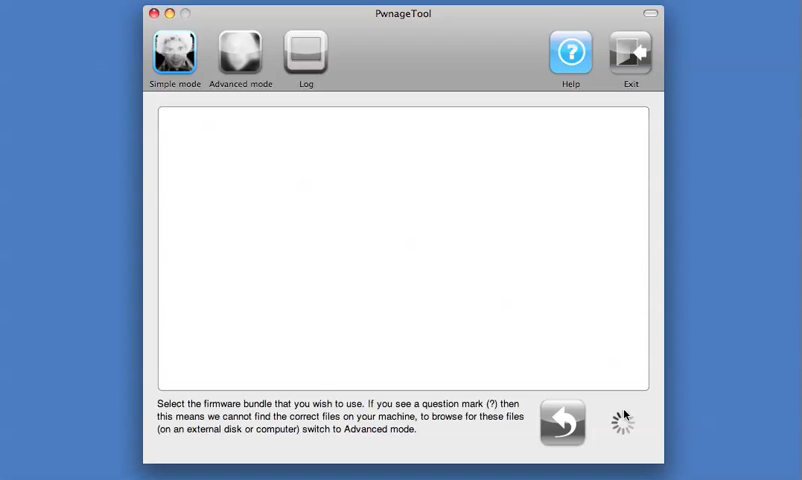 PwnageTool
Simple mode
Advanced mode
Log
?
Help
Exit
Select the firmware bundle that you wish to use. If you see a question mark (?) then
this means we cannot find the correct files on your machine, to browse for these files
(on an external disk or computer) switch to Advanced mode.